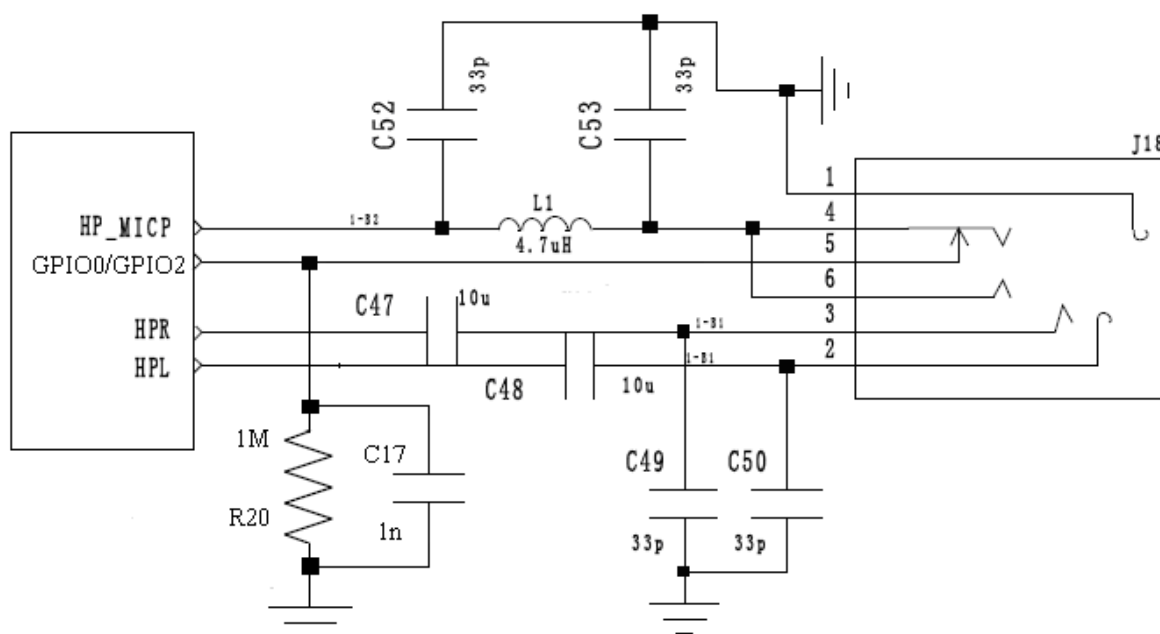 33p
33p
C52
C53
J18
1
HP_MICP
1-B2
L1
4
4.7uH
5
GPIO0/GPIO2
6
C47
10u
HPR
1-B1
3
HPL
1-B1
2
C48
10u
1M
C17
C49
C50
R20
1n
33p
33p